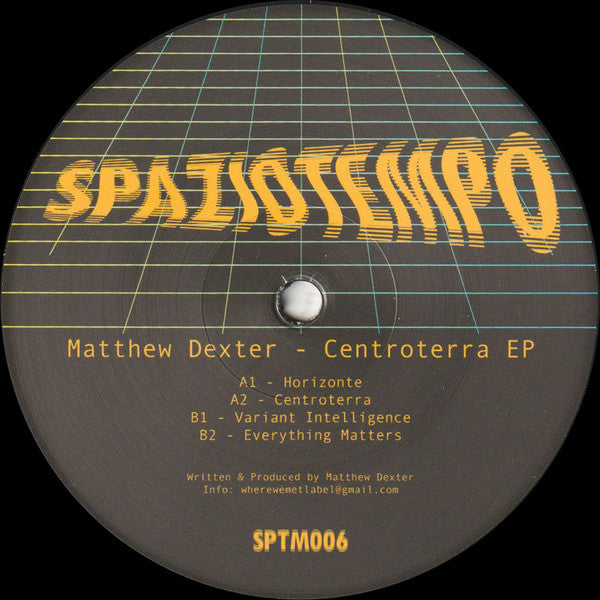 SPAZIOTEMPO
Matthew Dexter - Centroterra EP
A1 - Horizonte
A2 - Centroterra
B1 - Variant Intelligence
B2 - Everything Matters
Written & Produced by Matthew Dexter
Info: wherewemetlabel@gmail.com
SPTM006